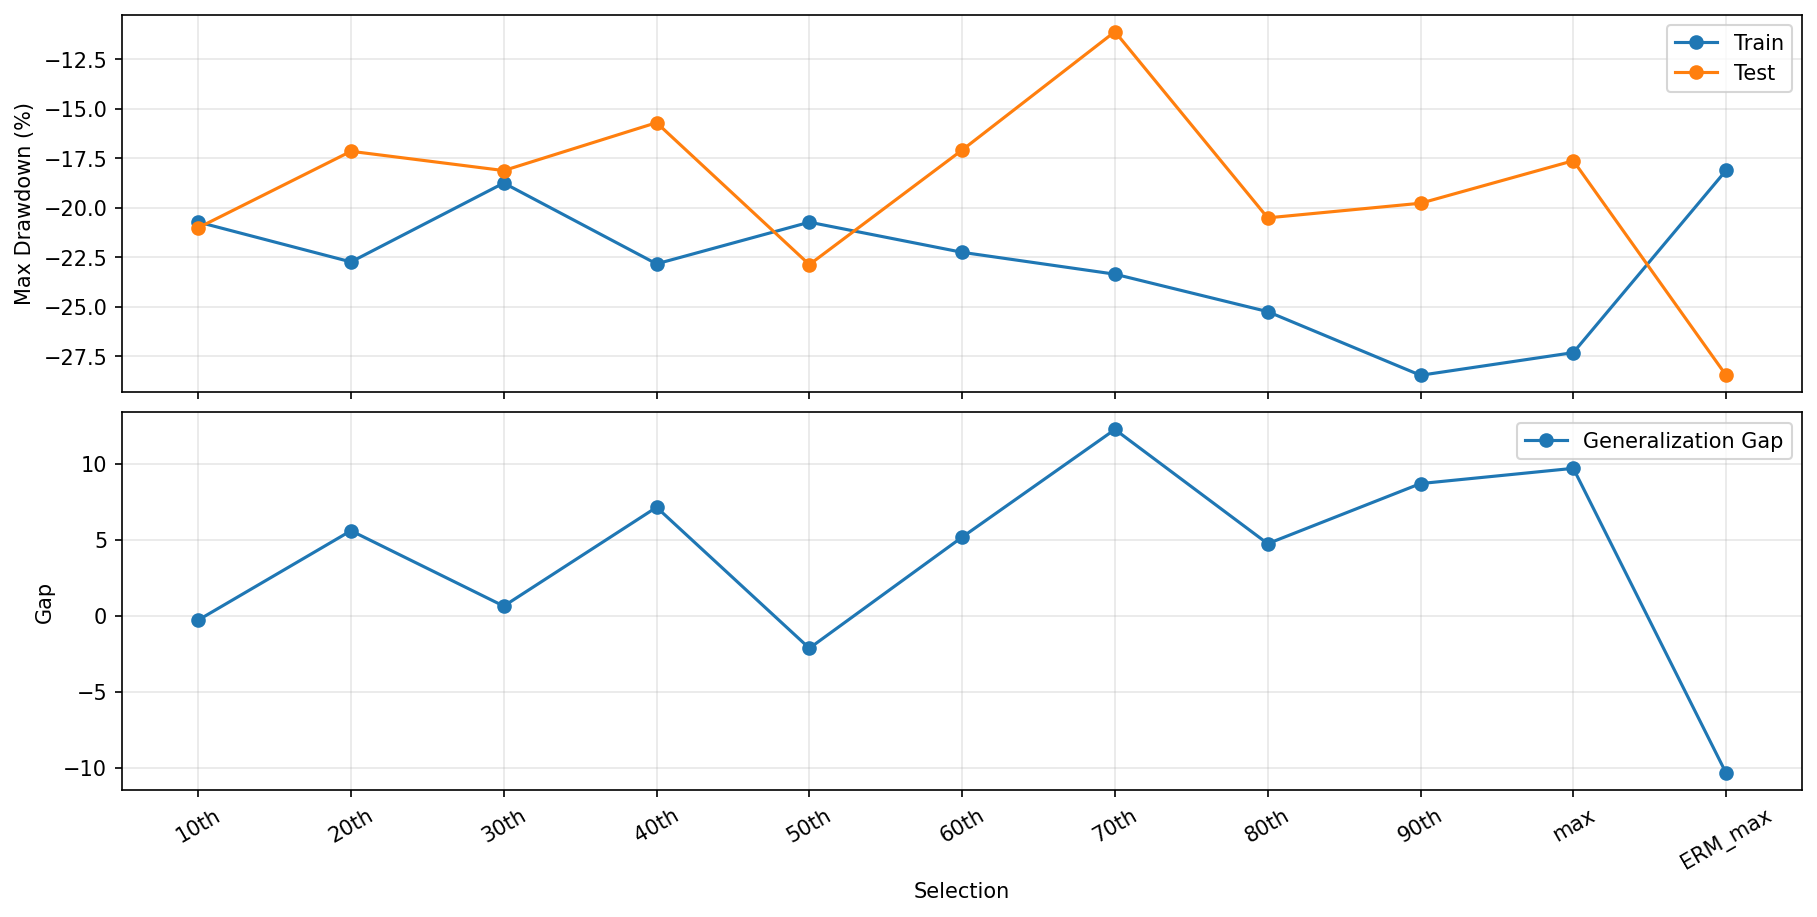 Max Drawdown (%)
−12.5
−15.0
−17.5
−20.0
−22.5
−25.0
−27.5
Train
Test
Gap
10
5
0
−5
−10
Generalization Gap
10th
20th
30th
40th
50th
60th
70th
80th
90th
max
ERM_max
Selection